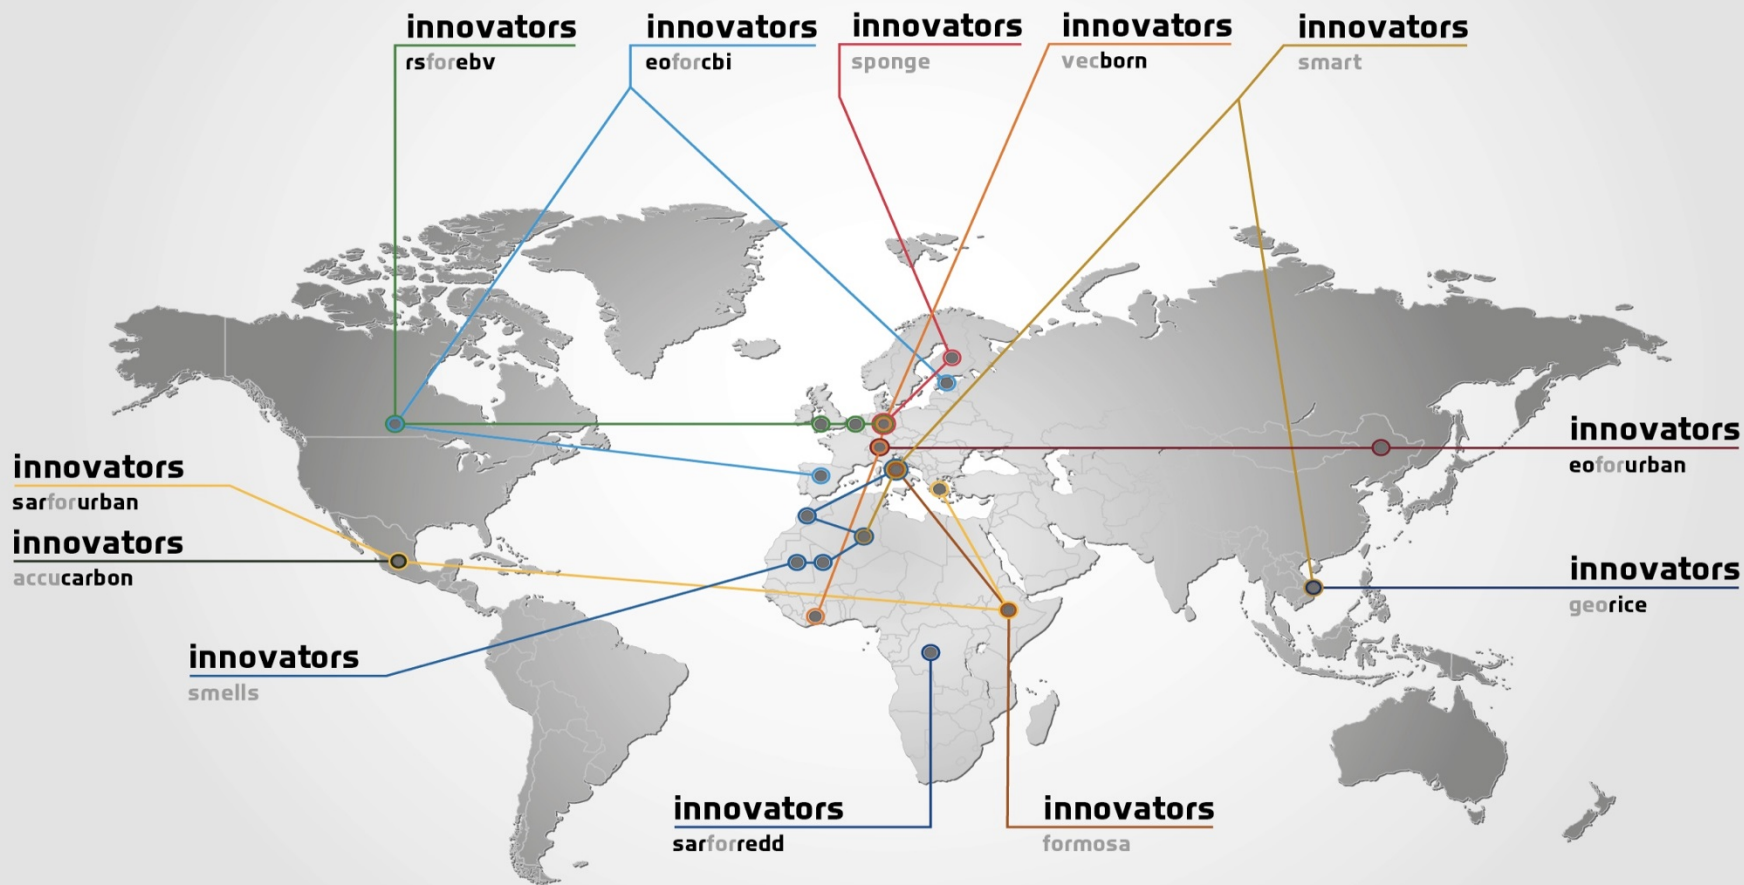 innovators
rsforebv
innovators
eoforcbi
innovators
sponge
innovators
vecborn
innovators
smart
innovators
eoforurban
innovators
sarforurban
innovators
accucarbon
innovators
georice
innovators
smells
innovators
sarforredd
innovators
formosa